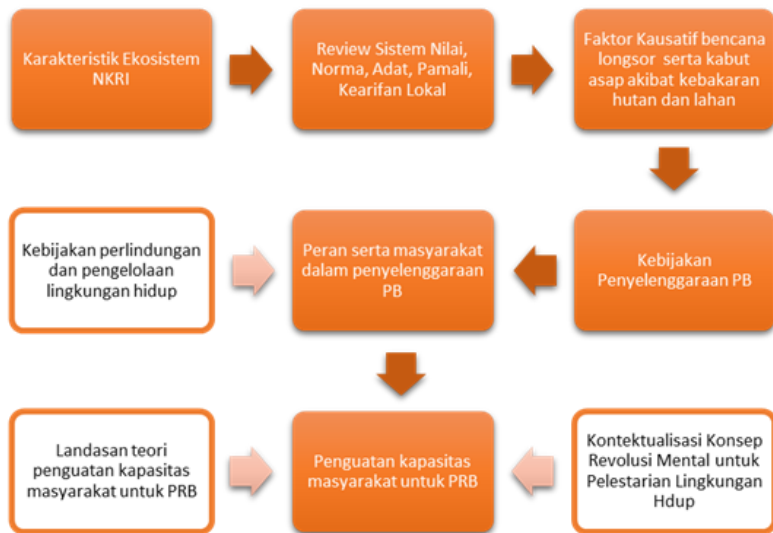 Karakteristik Ekosistem
NKRI
Review Sistem Nilai,
Norma, Adat, Pamali,
Kearifan Lokal
Faktor Kausatif bencana
longsor serta kabut
asap akibat kebakaran
hutan dan lahan
Kebijakan perlindungan
dan pengelolaan
lingkungan hidup
Peran serta masyarakat
dalam penyelenggaraan
PB
Kebijakan
Penyelenggaraan PB
Landasan teori
penguatan kapasitas
masyarakat untuk PRB
Penguatan kapasitas
masyarakat untuk PRB
Kontektualisasi Konsep
Revolusi Mental untuk
Pelestarian Lingkungan
Hdup